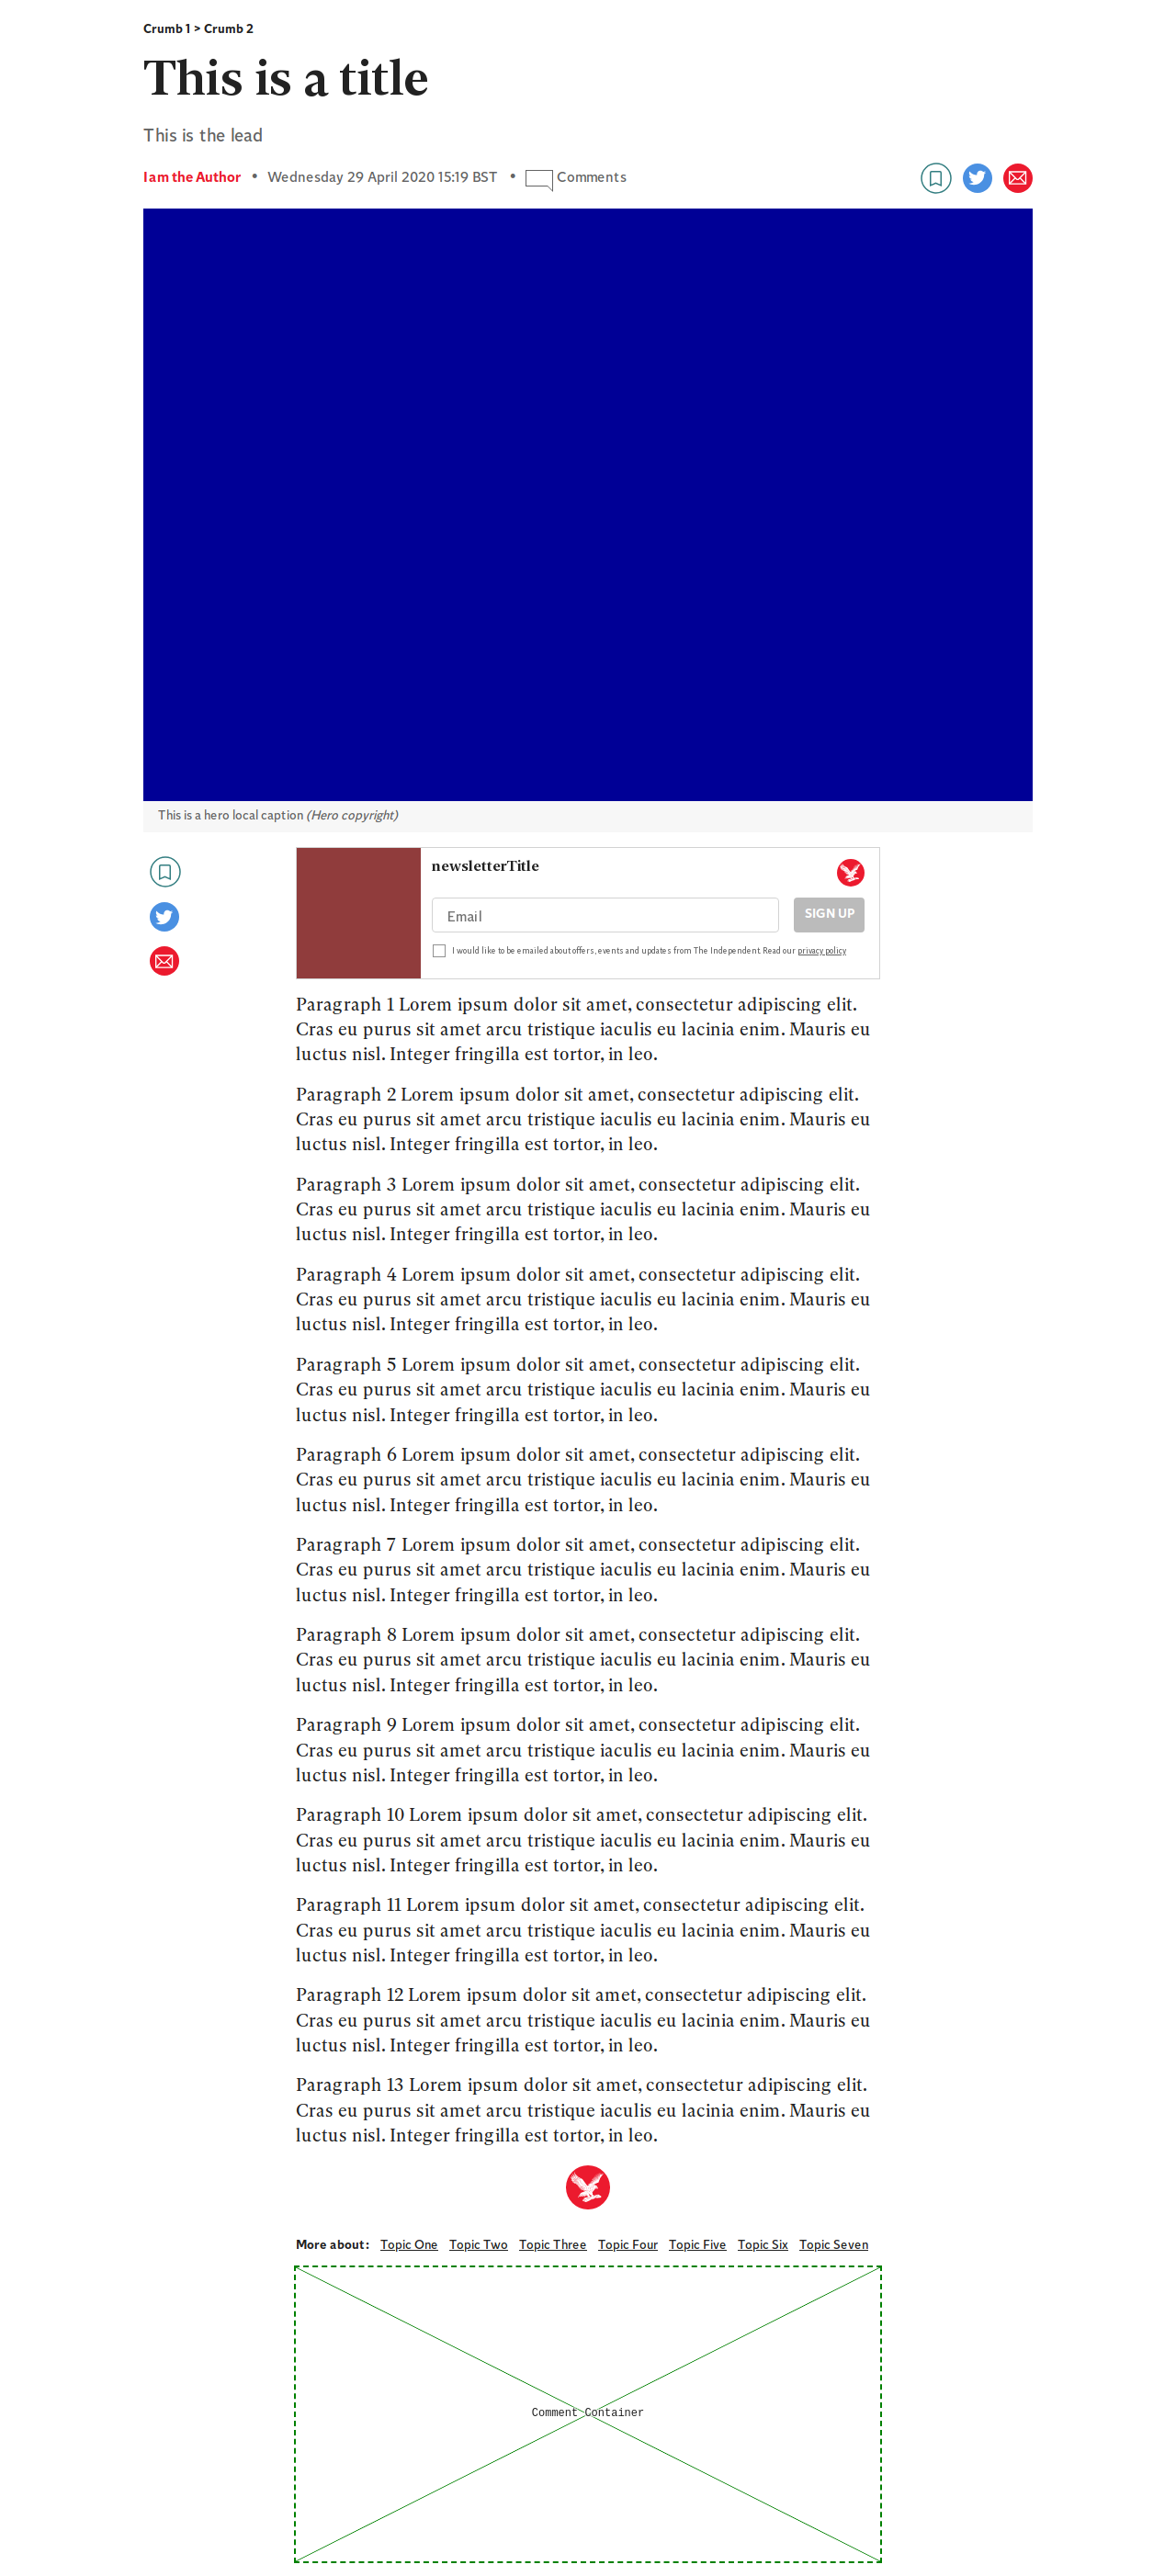 Crumb 1 > Crumb 2
This is a title
This is the lead
I am the Author • Wednesday 29 April 2020 15:19 BST • Comments
This is a hero local caption (Hero copyright)
newsletterTitle
Email
SIGN UP
I would like to be emailed about offers, events and updates from The Independent. Read our privacy policy
Paragraph 1 Lorem ipsum dolor sit amet, consectetur adipiscing elit.
Cras eu purus sit amet arcu tristique iaculis eu lacinia enim. Mauris eu
luctus nisl. Integer fringilla est tortor, in leo.
Paragraph 2 Lorem ipsum dolor sit amet, consectetur adipiscing elit.
Cras eu purus sit amet arcu tristique iaculis eu lacinia enim. Mauris eu
luctus nisl. Integer fringilla est tortor, in leo.
Paragraph 3 Lorem ipsum dolor sit amet, consectetur adipiscing elit.
Cras eu purus sit amet arcu tristique iaculis eu lacinia enim. Mauris eu
luctus nisl. Integer fringilla est tortor, in leo.
Paragraph 4 Lorem ipsum dolor sit amet, consectetur adipiscing elit.
Cras eu purus sit amet arcu tristique iaculis eu lacinia enim. Mauris eu
luctus nisl. Integer fringilla est tortor, in leo.
Paragraph 5 Lorem ipsum dolor sit amet, consectetur adipiscing elit.
Cras eu purus sit amet arcu tristique iaculis eu lacinia enim. Mauris eu
luctus nisl. Integer fringilla est tortor, in leo.
Paragraph 6 Lorem ipsum dolor sit amet, consectetur adipiscing elit.
Cras eu purus sit amet arcu tristique iaculis eu lacinia enim. Mauris eu
luctus nisl. Integer fringilla est tortor, in leo.
Paragraph 7 Lorem ipsum dolor sit amet, consectetur adipiscing elit.
Cras eu purus sit amet arcu tristique iaculis eu lacinia enim. Mauris eu
luctus nisl. Integer fringilla est tortor, in leo.
Paragraph 8 Lorem ipsum dolor sit amet, consectetur adipiscing elit.
Cras eu purus sit amet arcu tristique iaculis eu lacinia enim. Mauris eu
luctus nisl. Integer fringilla est tortor, in leo.
Paragraph 9 Lorem ipsum dolor sit amet, consectetur adipiscing elit.
Cras eu purus sit amet arcu tristique iaculis eu lacinia enim. Mauris eu
luctus nisl. Integer fringilla est tortor, in leo.
Paragraph 10 Lorem ipsum dolor sit amet, consectetur adipiscing elit.
Cras eu purus sit amet arcu tristique iaculis eu lacinia enim. Mauris eu
luctus nisl. Integer fringilla est tortor, in leo.
Paragraph 11 Lorem ipsum dolor sit amet, consectetur adipiscing elit.
Cras eu purus sit amet arcu tristique iaculis eu lacinia enim. Mauris eu
luctus nisl. Integer fringilla est tortor, in leo.
Paragraph 12 Lorem ipsum dolor sit amet, consectetur adipiscing elit.
Cras eu purus sit amet arcu tristique iaculis eu lacinia enim. Mauris eu
luctus nisl. Integer fringilla est tortor, in leo.
Paragraph 13 Lorem ipsum dolor sit amet, consectetur adipiscing elit.
Cras eu purus sit amet arcu tristique iaculis eu lacinia enim. Mauris eu
luctus nisl. Integer fringilla est tortor, in leo.
More about: Topic One Topic Two Topic Three Topic Four Topic Five Topic Six Topic Seven
Comment Container